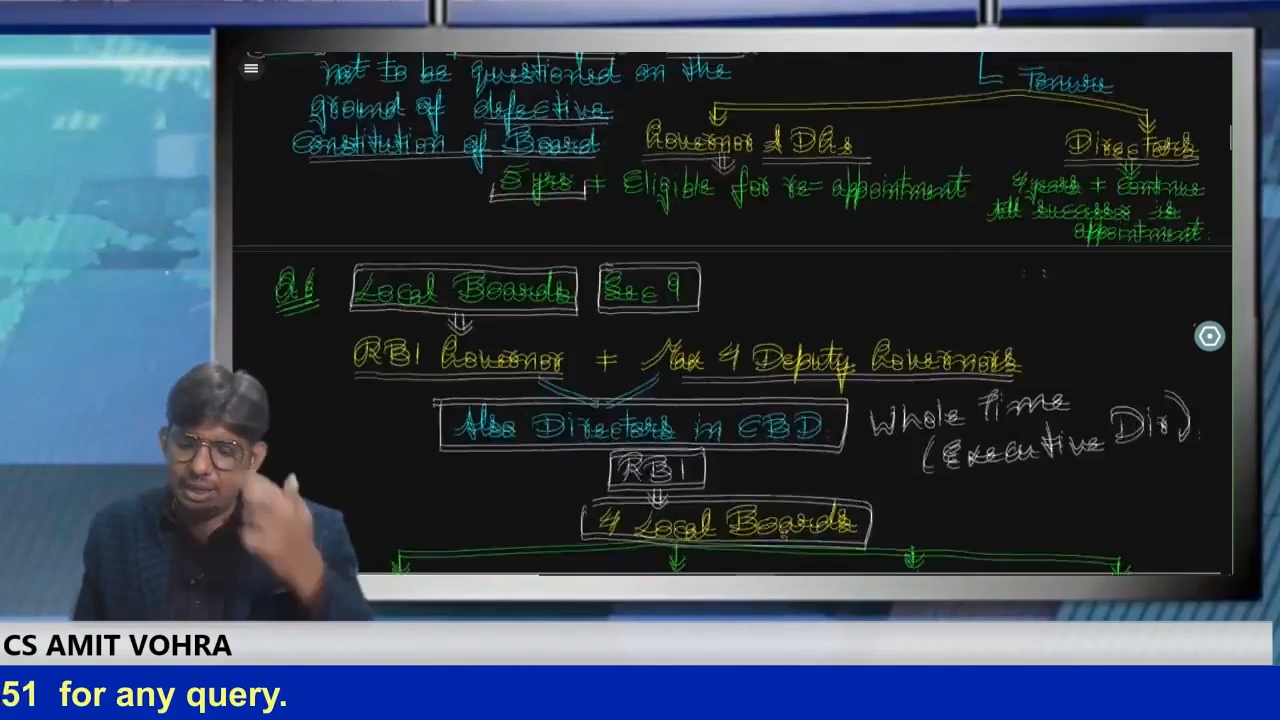 not to be questioned on the
ground of defective
constitution of Board.
Tenure
Governor & DGs
5 yrs + Eligible for re-appointment
Directors
4 years + Continue
till successor is
appointment.
Q1 Local Boards Sec 9
RBI Governor + Max 4 Deputy Governors
Also Directors in CBD
Whole Time
(Executive Dir)
RBI
4 Local Boards
CS AMIT VOHRA
51 for any query.